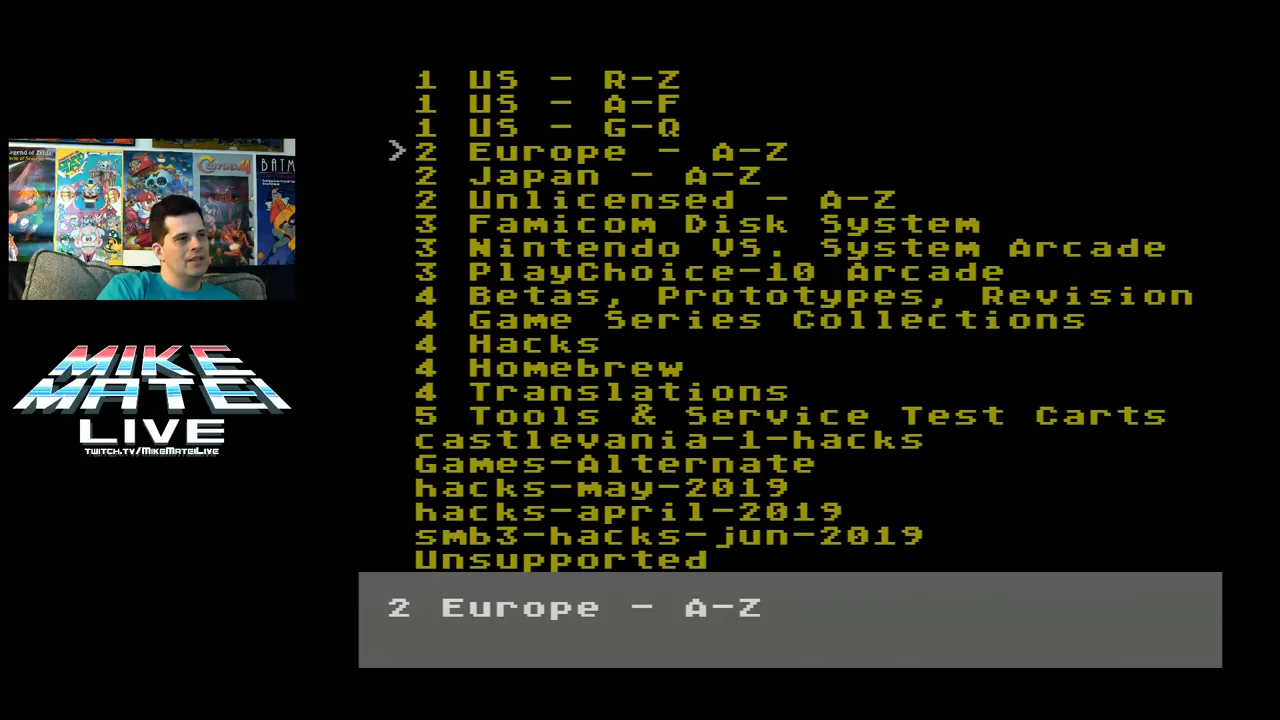 1 US - R-Z
1 US - A-F
1 US - G-Q
>2 Europe - A-Z
2 Japan - A-Z
2 Unlicensed - A-Z
3 Famicom Disk System
3 Nintendo VS. System Arcade
3 PlayChoice-10 Arcade
4 Betas, Prototypes, Revision
4 Game Series Collections
4 Hacks
4 Homebrew
4 Translations
5 Tools & Service Test Carts
castlevania-1-hacks
Games-Alternate
hacks-may-2019
hacks-april-2019
smb3-hacks-jun-2019
Unsupported
2 Europe - A-Z
MIKE
MATEI
LIVE
TWITCH.TV/MIKEMATEILIVE